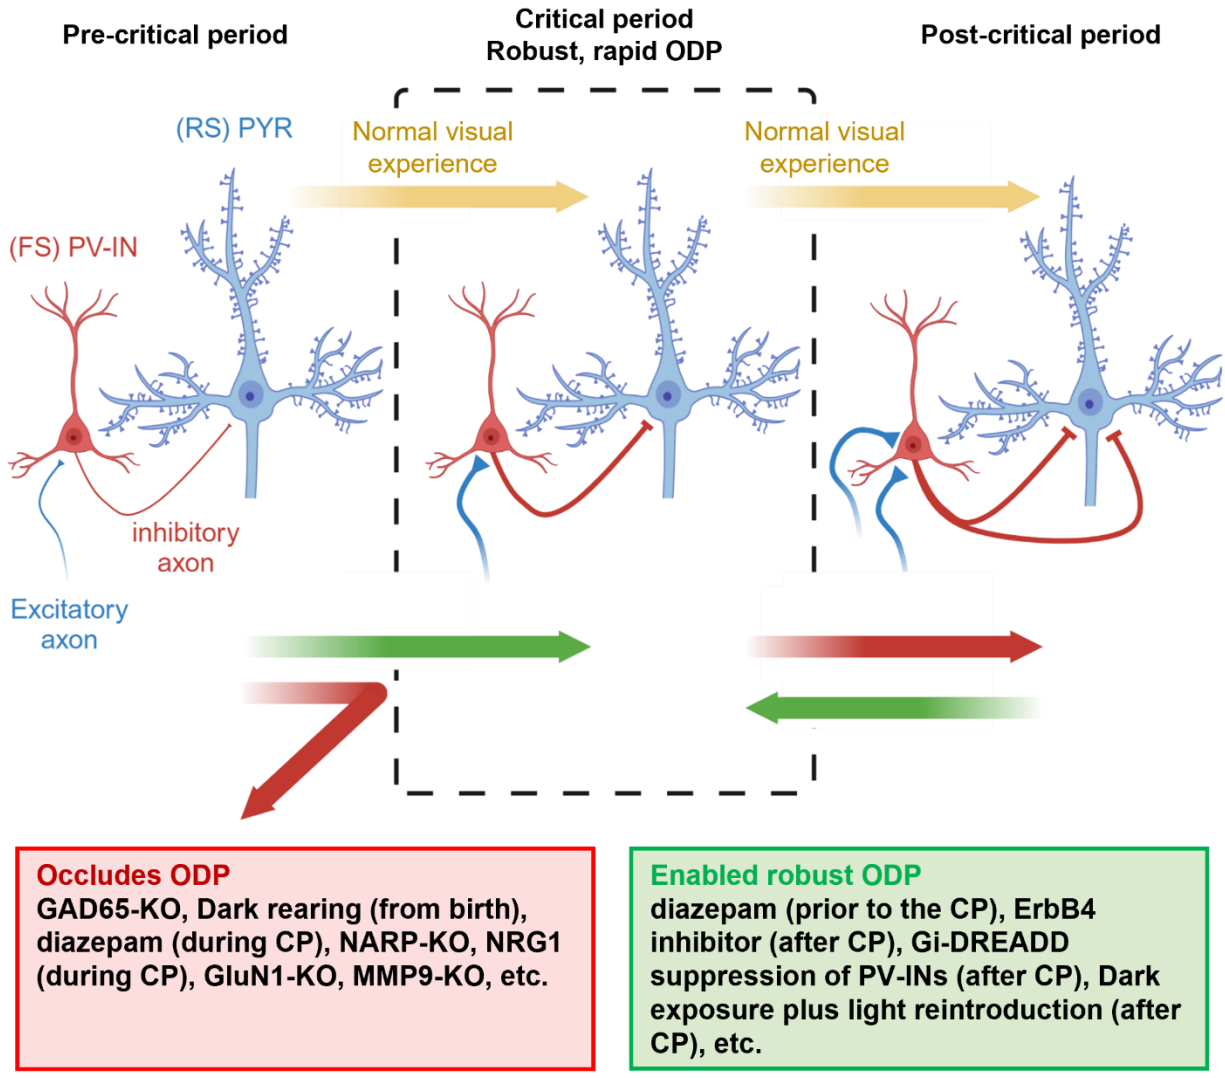 Pre-critical period
Critical period
Robust, rapid ODP
Post-critical period
(RS) PYR
Normal visual
experience
Normal visual
experience
(FS) PV-IN
inhibitory
axon
Excitatory
axon
Occludes ODP
GAD65-KO, Dark rearing (from birth),
diazepam (during CP), NARP-KO, NRG1
(during CP), GluN1-KO, MMP9-KO, etc.
Enabled robust ODP
diazepam (prior to the CP), ErbB4
inhibitor (after CP), Gi-DREADD
suppression of PV-INs (after CP), Dark
exposure plus light reintroduction (after
CP), etc.